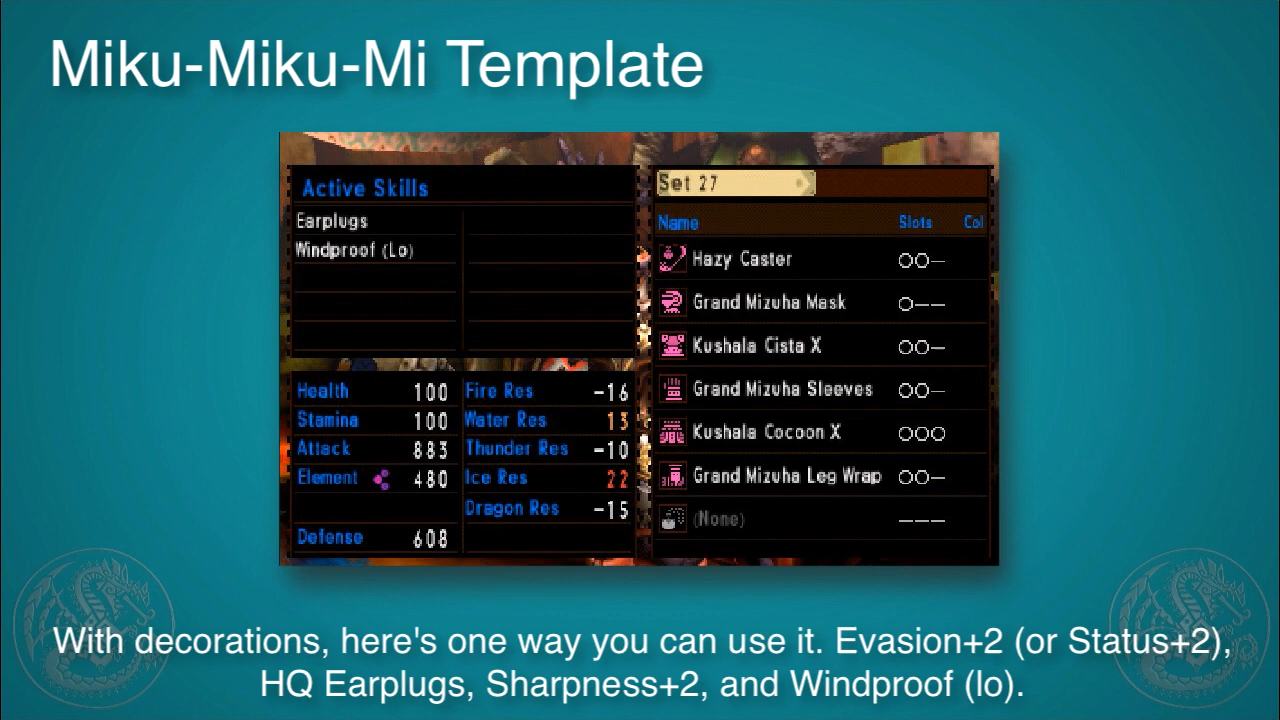 Miku-Miku-Mi Template
Active Skills
Earplugs
Windproof (Lo)
Health 100
Stamina 100
Attack 883
Element 480
Defense 608
Fire Res -16
Water Res 13
Thunder Res -10
Ice Res 22
Dragon Res -15
Set 27
Name Slots Col
Hazy Caster ○○—
Grand Mizuha Mask ○——
Kushala Cista X ○○—
Grand Mizuha Sleeves ○○—
Kushala Cocoon X ○○○
Grand Mizuha Leg Wrap ○○—
(None) ———
With decorations, here's one way you can use it. Evasion+2 (or Status+2),
HQ Earplugs, Sharpness+2, and Windproof (lo).